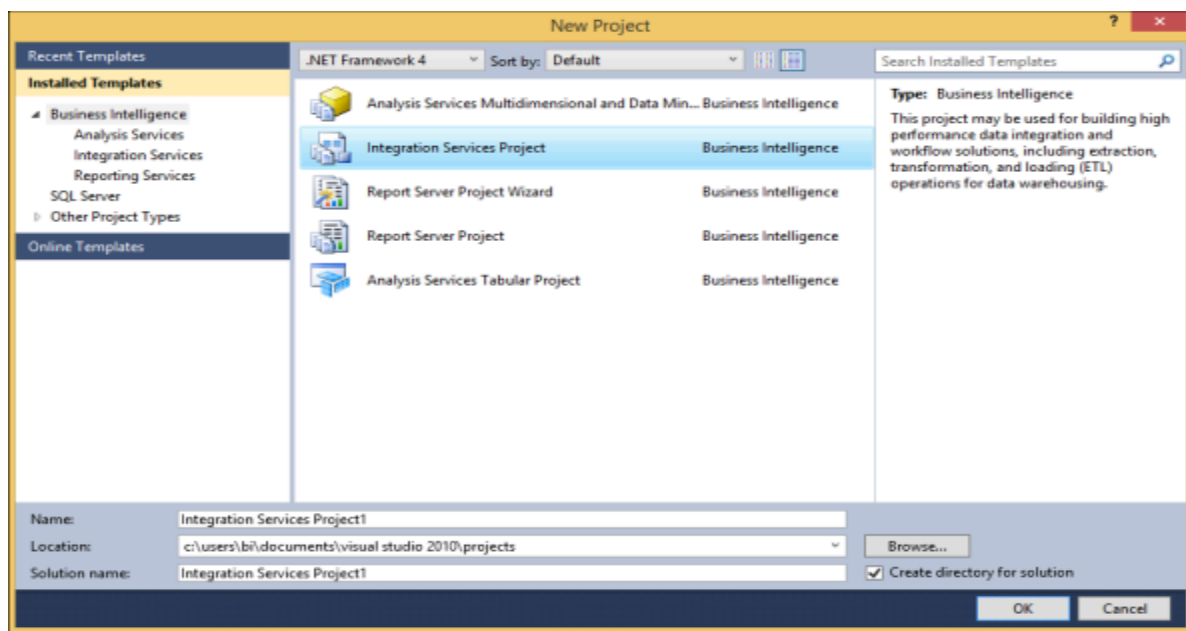 New Project
?
Recent Templates
Installed Templates
Business Intelligence
Analysis Services
Integration Services
Reporting Services
SQL Server
Other Project Types
Online Templates
.NET Framework 4 Sort by: Default
Analysis Services Multidimensional and Data Min... Business Intelligence
Integration Services Project Business Intelligence
Report Server Project Wizard Business Intelligence
Report Server Project Business Intelligence
Analysis Services Tabular Project Business Intelligence
Search Installed Templates
Type: Business Intelligence
This project may be used for building high
performance data integration and
workflow solutions, including extraction,
transformation, and loading (ETL)
operations for data warehousing.
Name: Integration Services Project1
Location: c:\users\bi\documents\visual studio 2010\projects Browse...
Solution name: Integration Services Project1 Create directory for solution
OK Cancel